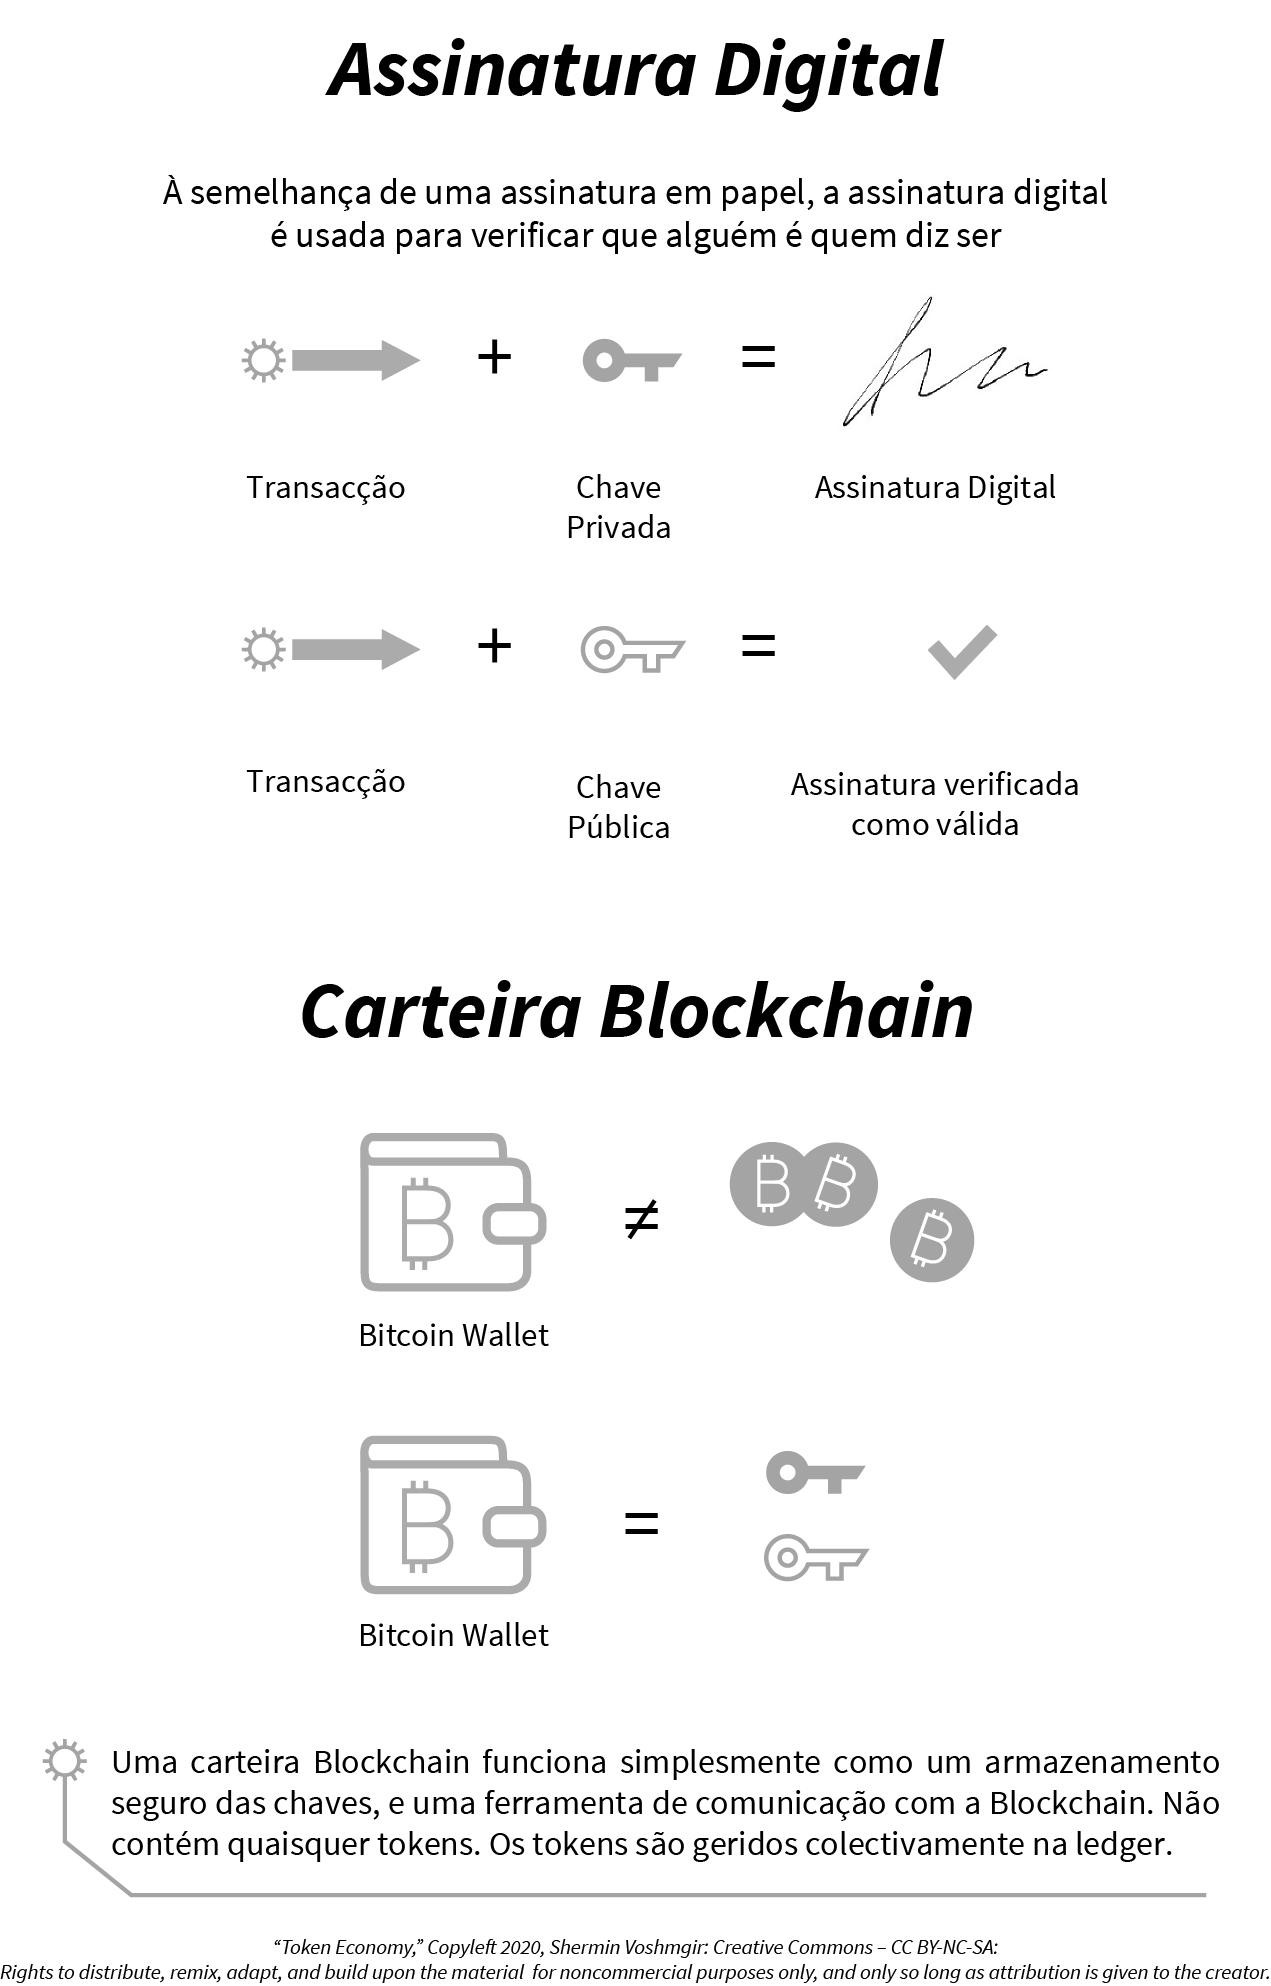 Assinatura Digital
À semelhança de uma assinatura em papel, a assinatura digital
é usada para verificar que alguém é quem diz ser
+ =
Transacção Chave Assinatura Digital
Privada
+ =
Transacção Chave Assinatura verificada
Pública como válida
Carteira Blockchain
≠
Bitcoin Wallet
=
Bitcoin Wallet
Uma carteira Blockchain funciona simplesmente como um armazenamento
seguro das chaves, e uma ferramenta de comunicação com a Blockchain. Não
contém quaisquer tokens. Os tokens são geridos colectivamente na ledger.
“Token Economy,” Copyleft 2020, Shermin Voshmgir: Creative Commons – CC BY-NC-SA:
Rights to distribute, remix, adapt, and build upon the material for noncommercial purposes only, and only so long as attribution is given to the creator.